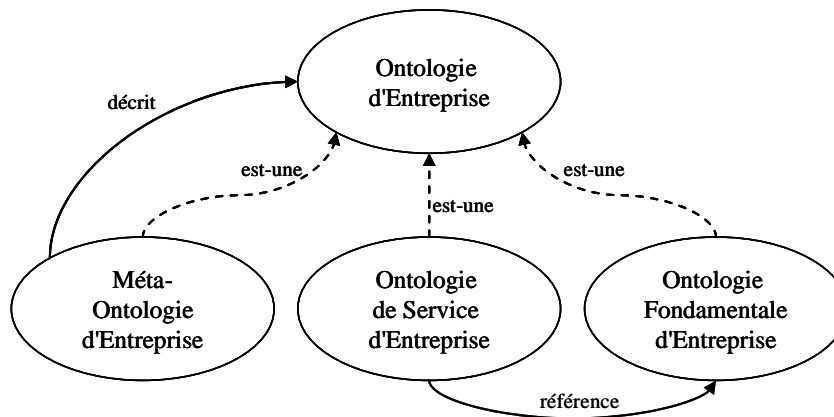 Ontologie
d'Entreprise
décrit
est-une
est-une
est-une
Méta-
Ontologie
d'Entreprise
Ontologie
de Service
d'Entreprise
Ontologie
Fondamentale
d'Entreprise
référence